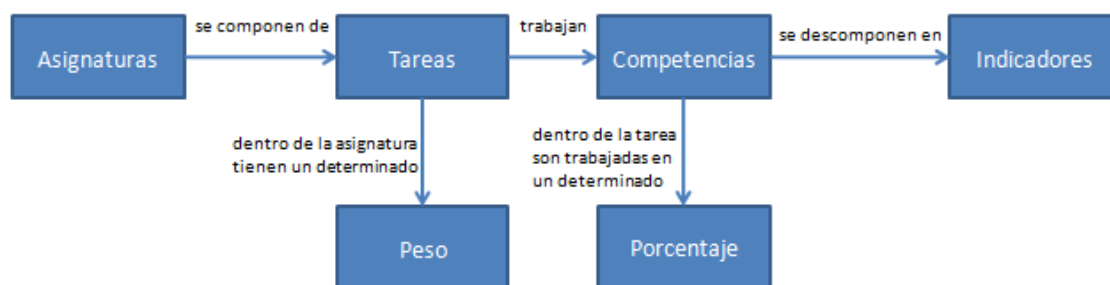 se componen de
trabajan
se descomponen en
Asignaturas
Tareas
Competencias
Indicadores
dentro de la asignatura
tienen un determinado
dentro de la tarea
son trabajadas en
un determinado
Peso
Porcentaje